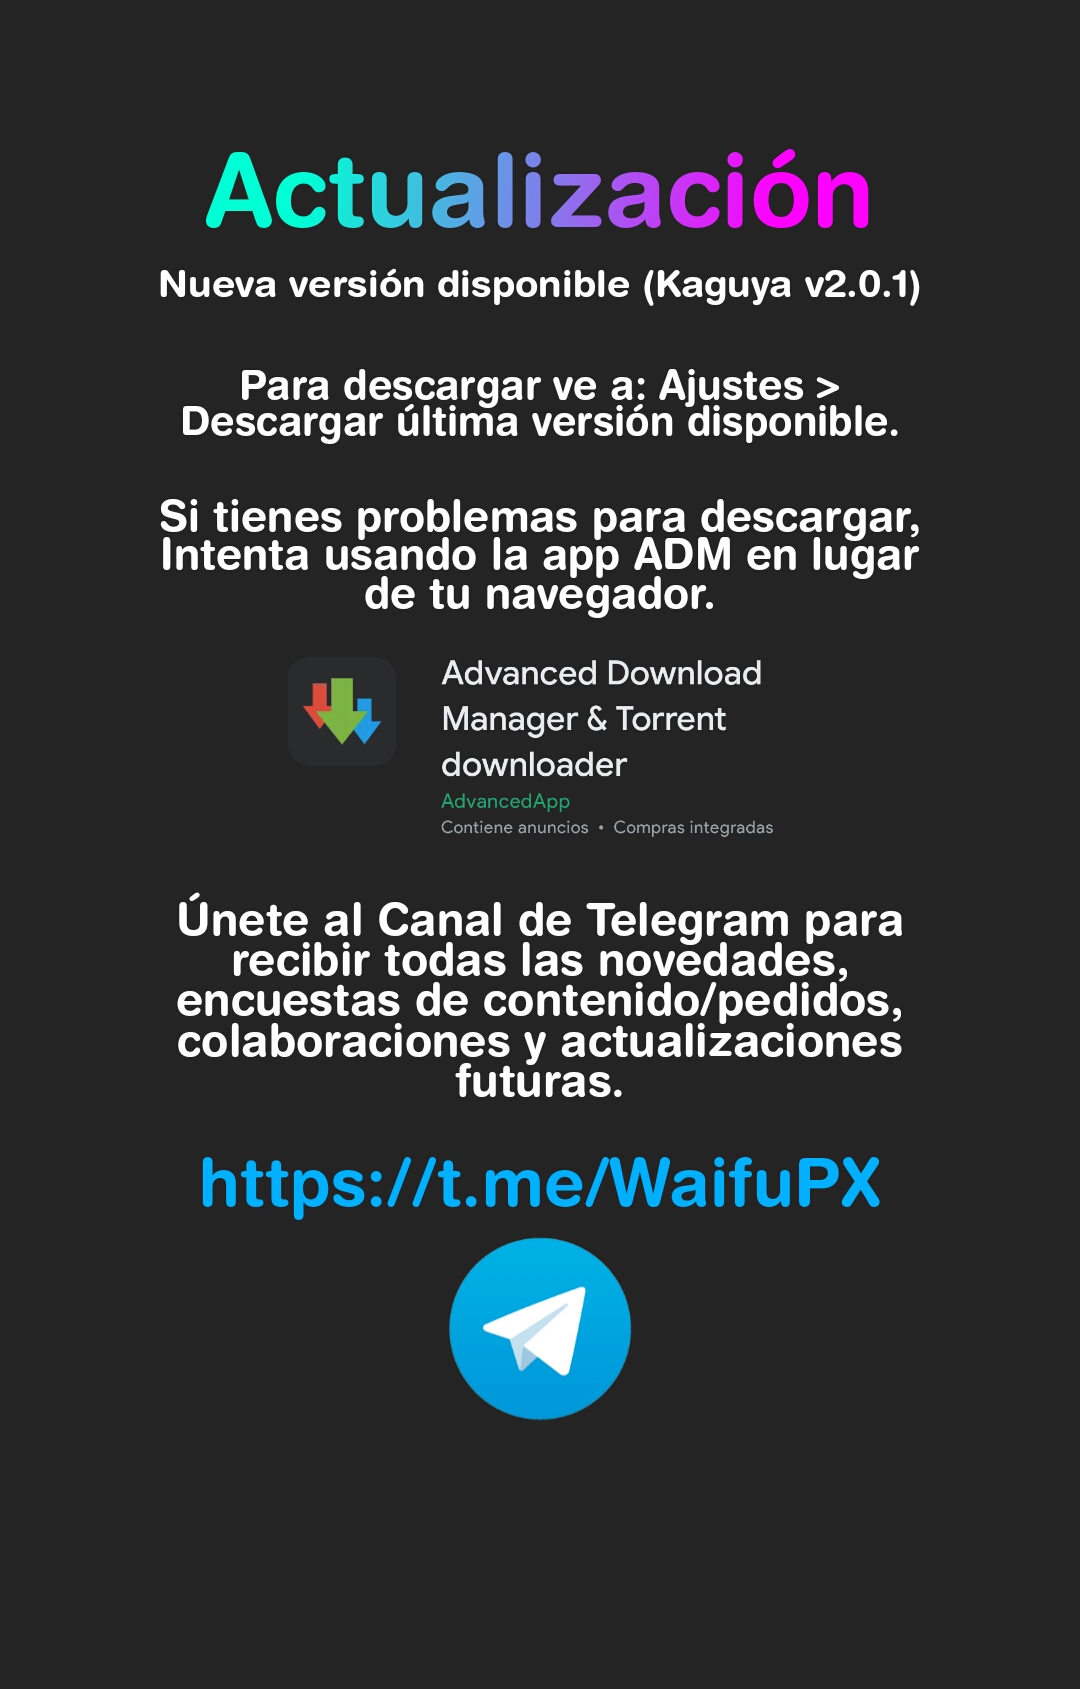 Actualización
Nueva versión disponible (Kaguya v2.0.1)
Para descargar ve a: Ajustes >
Descargar última versión disponible.
Si tienes problemas para descargar,
Intenta usando la app ADM en lugar
de tu navegador.
Advanced Download
Manager & Torrent
downloader
AdvancedApp
Contiene anuncios • Compras integradas
Únete al Canal de Telegram para
recibir todas las novedades,
encuestas de contenido/pedidos,
colaboraciones y actualizaciones
futuras.
https://t.me/WaifuPX